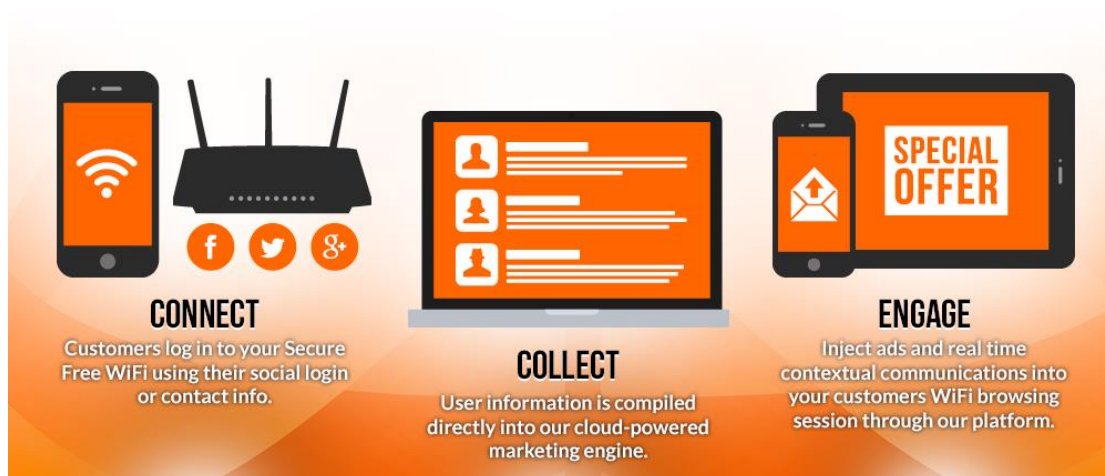 SPECIAL
OFFER
CONNECT
Customers log in to your Secure
Free WiFi using their social login
or contact info.
COLLECT
User information is compiled
directly into our cloud-powered
marketing engine.
ENGAGE
Inject ads and real time
contextual communications into
your customers WiFi browsing
session through our platform.